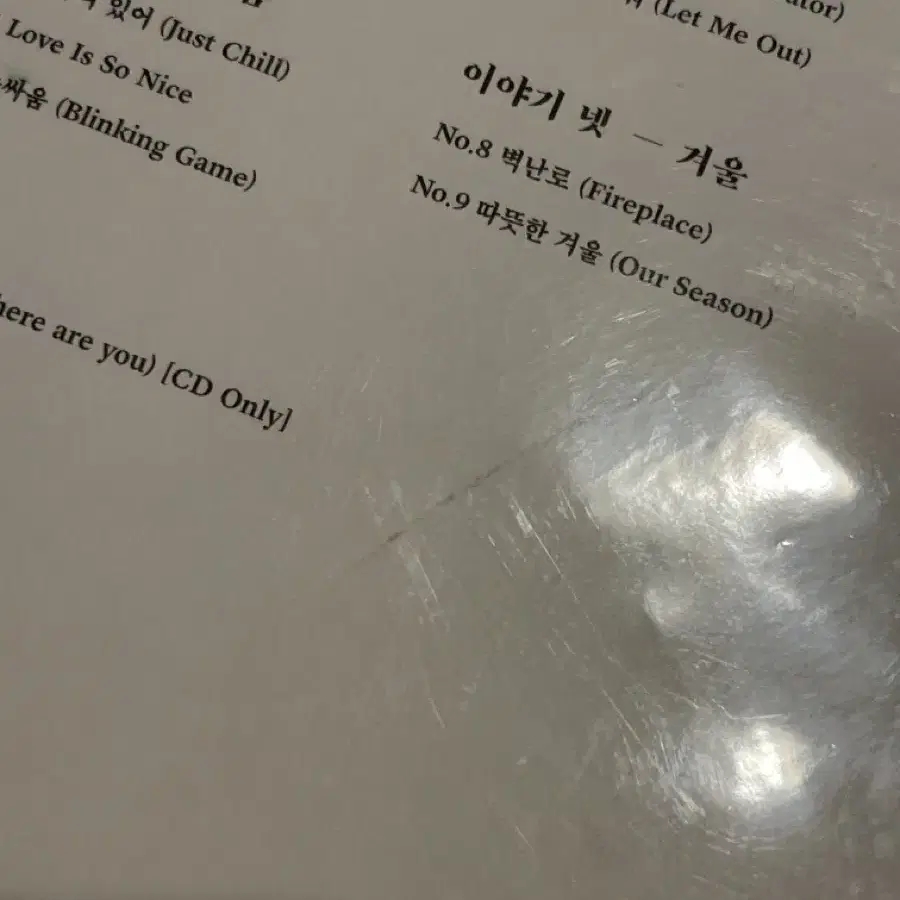 있어 (Just Chill)
Love Is So Nice
싸움 (Blinking Game)
here are you) [CD Only]
(Let Me Out)
이야기 넷 — 겨울
No.8 벽난로 (Fireplace)
No.9 따뜻한 겨울 (Our Season)